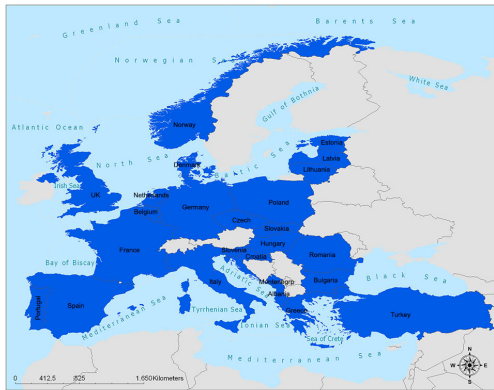 Greenland Sea
Barents Sea
Norwegian Sea
White Sea
Gulf of Bothnia
Atlantic Ocean
Norway
Estonia
North Sea
Baltic Sea
Latvia
Denmark
Lithuania
Irish Sea
UK
Netherlands
Germany
Poland
Belgium
Czech
Slovakia
France
Hungary
Slovenia
Croatia
Romania
Bay of Biscay
Adriatic Sea
Montenegro
Bulgaria
Black Sea
Italy
Albania
Portugal
Spain
Mediterranean Sea
Tyrrhenian Sea
Greece
Turkey
Ionian Sea
Sea of Crete
Mediterranean Sea
N
W E
S
0 412,5 825 1.650 Kilometers